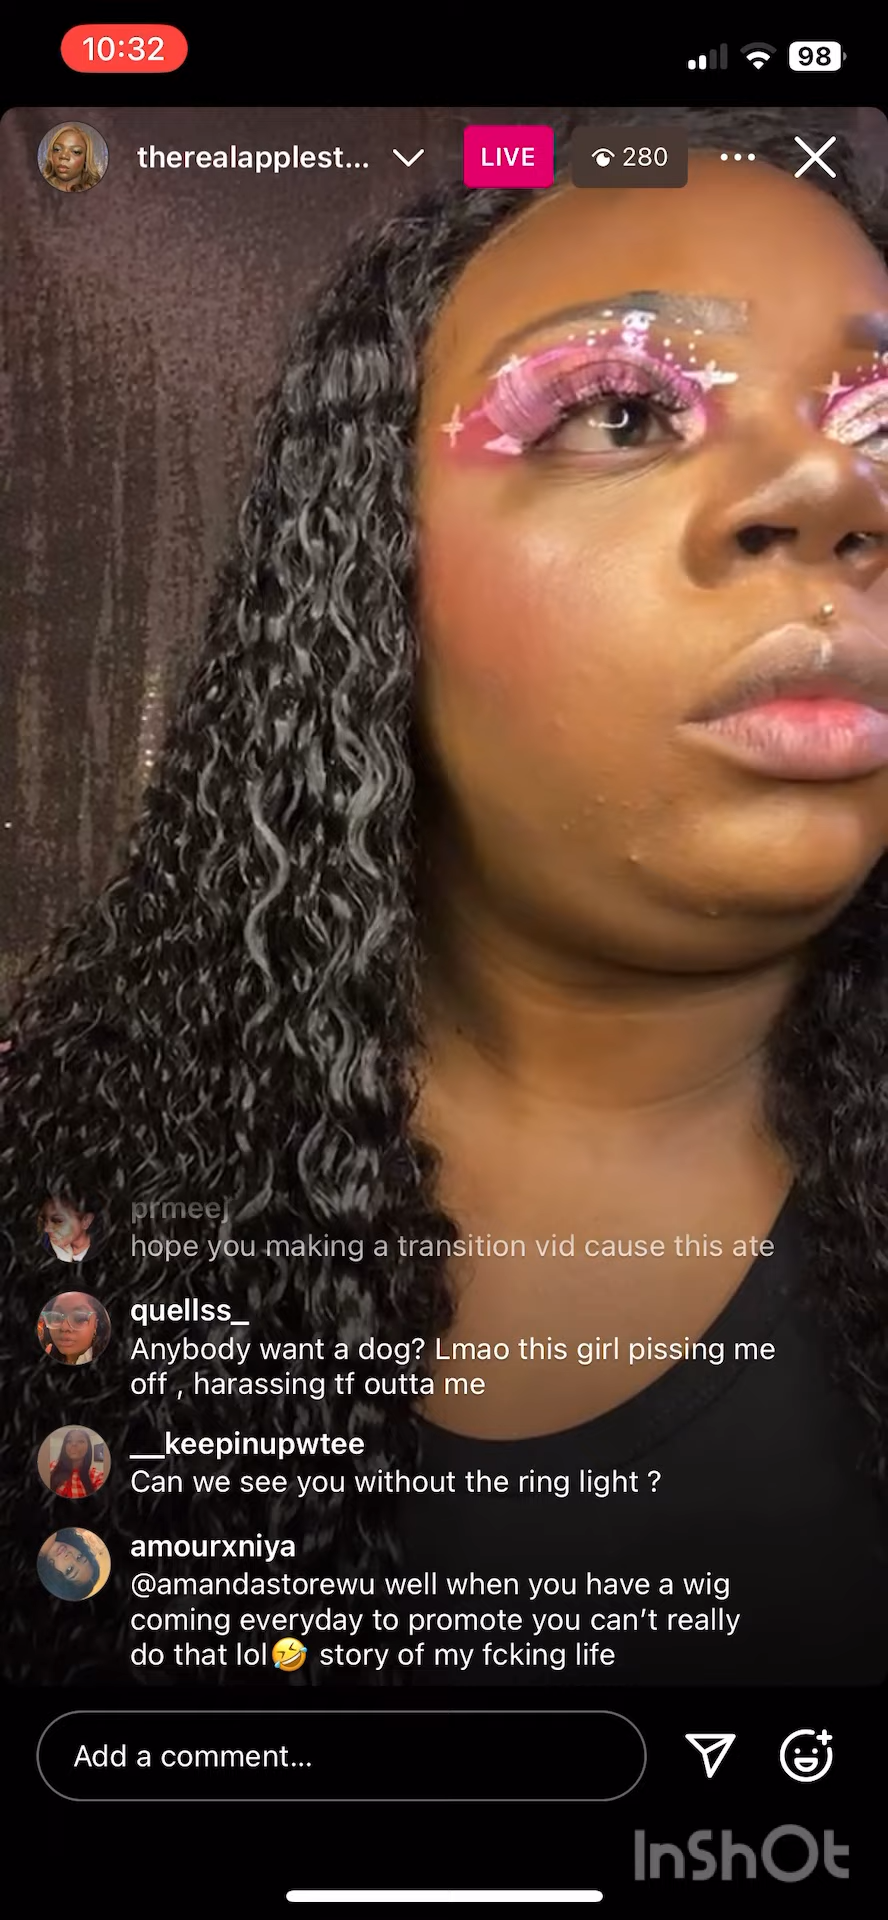 10:32
98
therealapplest...
LIVE
280
prmeej
hope you making a transition vid cause this ate
quellss_
Anybody want a dog? Lmao this girl pissing me
off , harassing tf outta me
__keepinupwtee
Can we see you without the ring light ?
amourxniya
@amandastorewu well when you have a wig
coming everyday to promote you can’t really
do that lol🤣 story of my fcking life
Add a comment...
InShOt